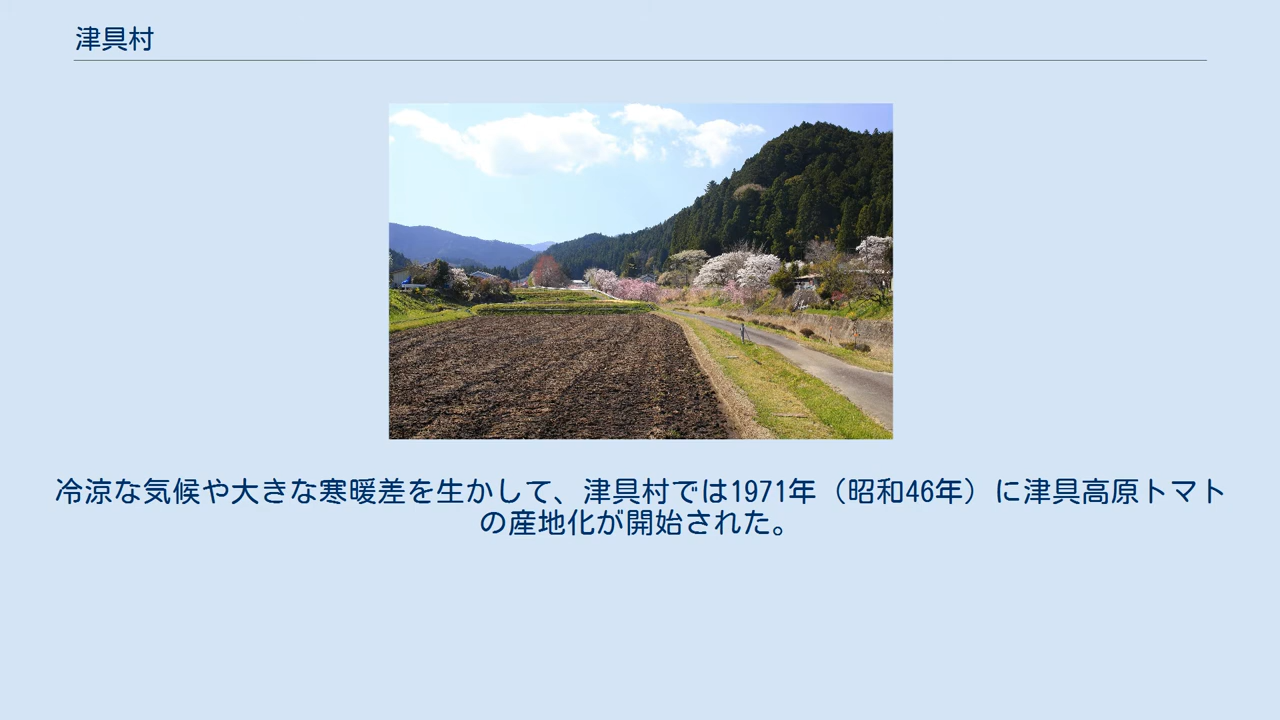 津具村
冷涼な気候や大きな寒暖差を生かして、津具村では1971年（昭和46年）に津具高原トマト
の産地化が開始された。